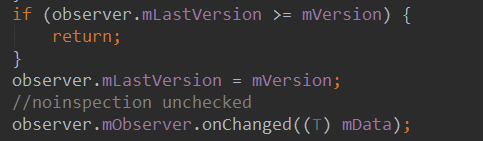 if (observer.mLastVersion >= mVersion) {
return;
}
observer.mLastVersion = mVersion;
//noinspection unchecked
observer.mObserver.onChanged((T) mData);